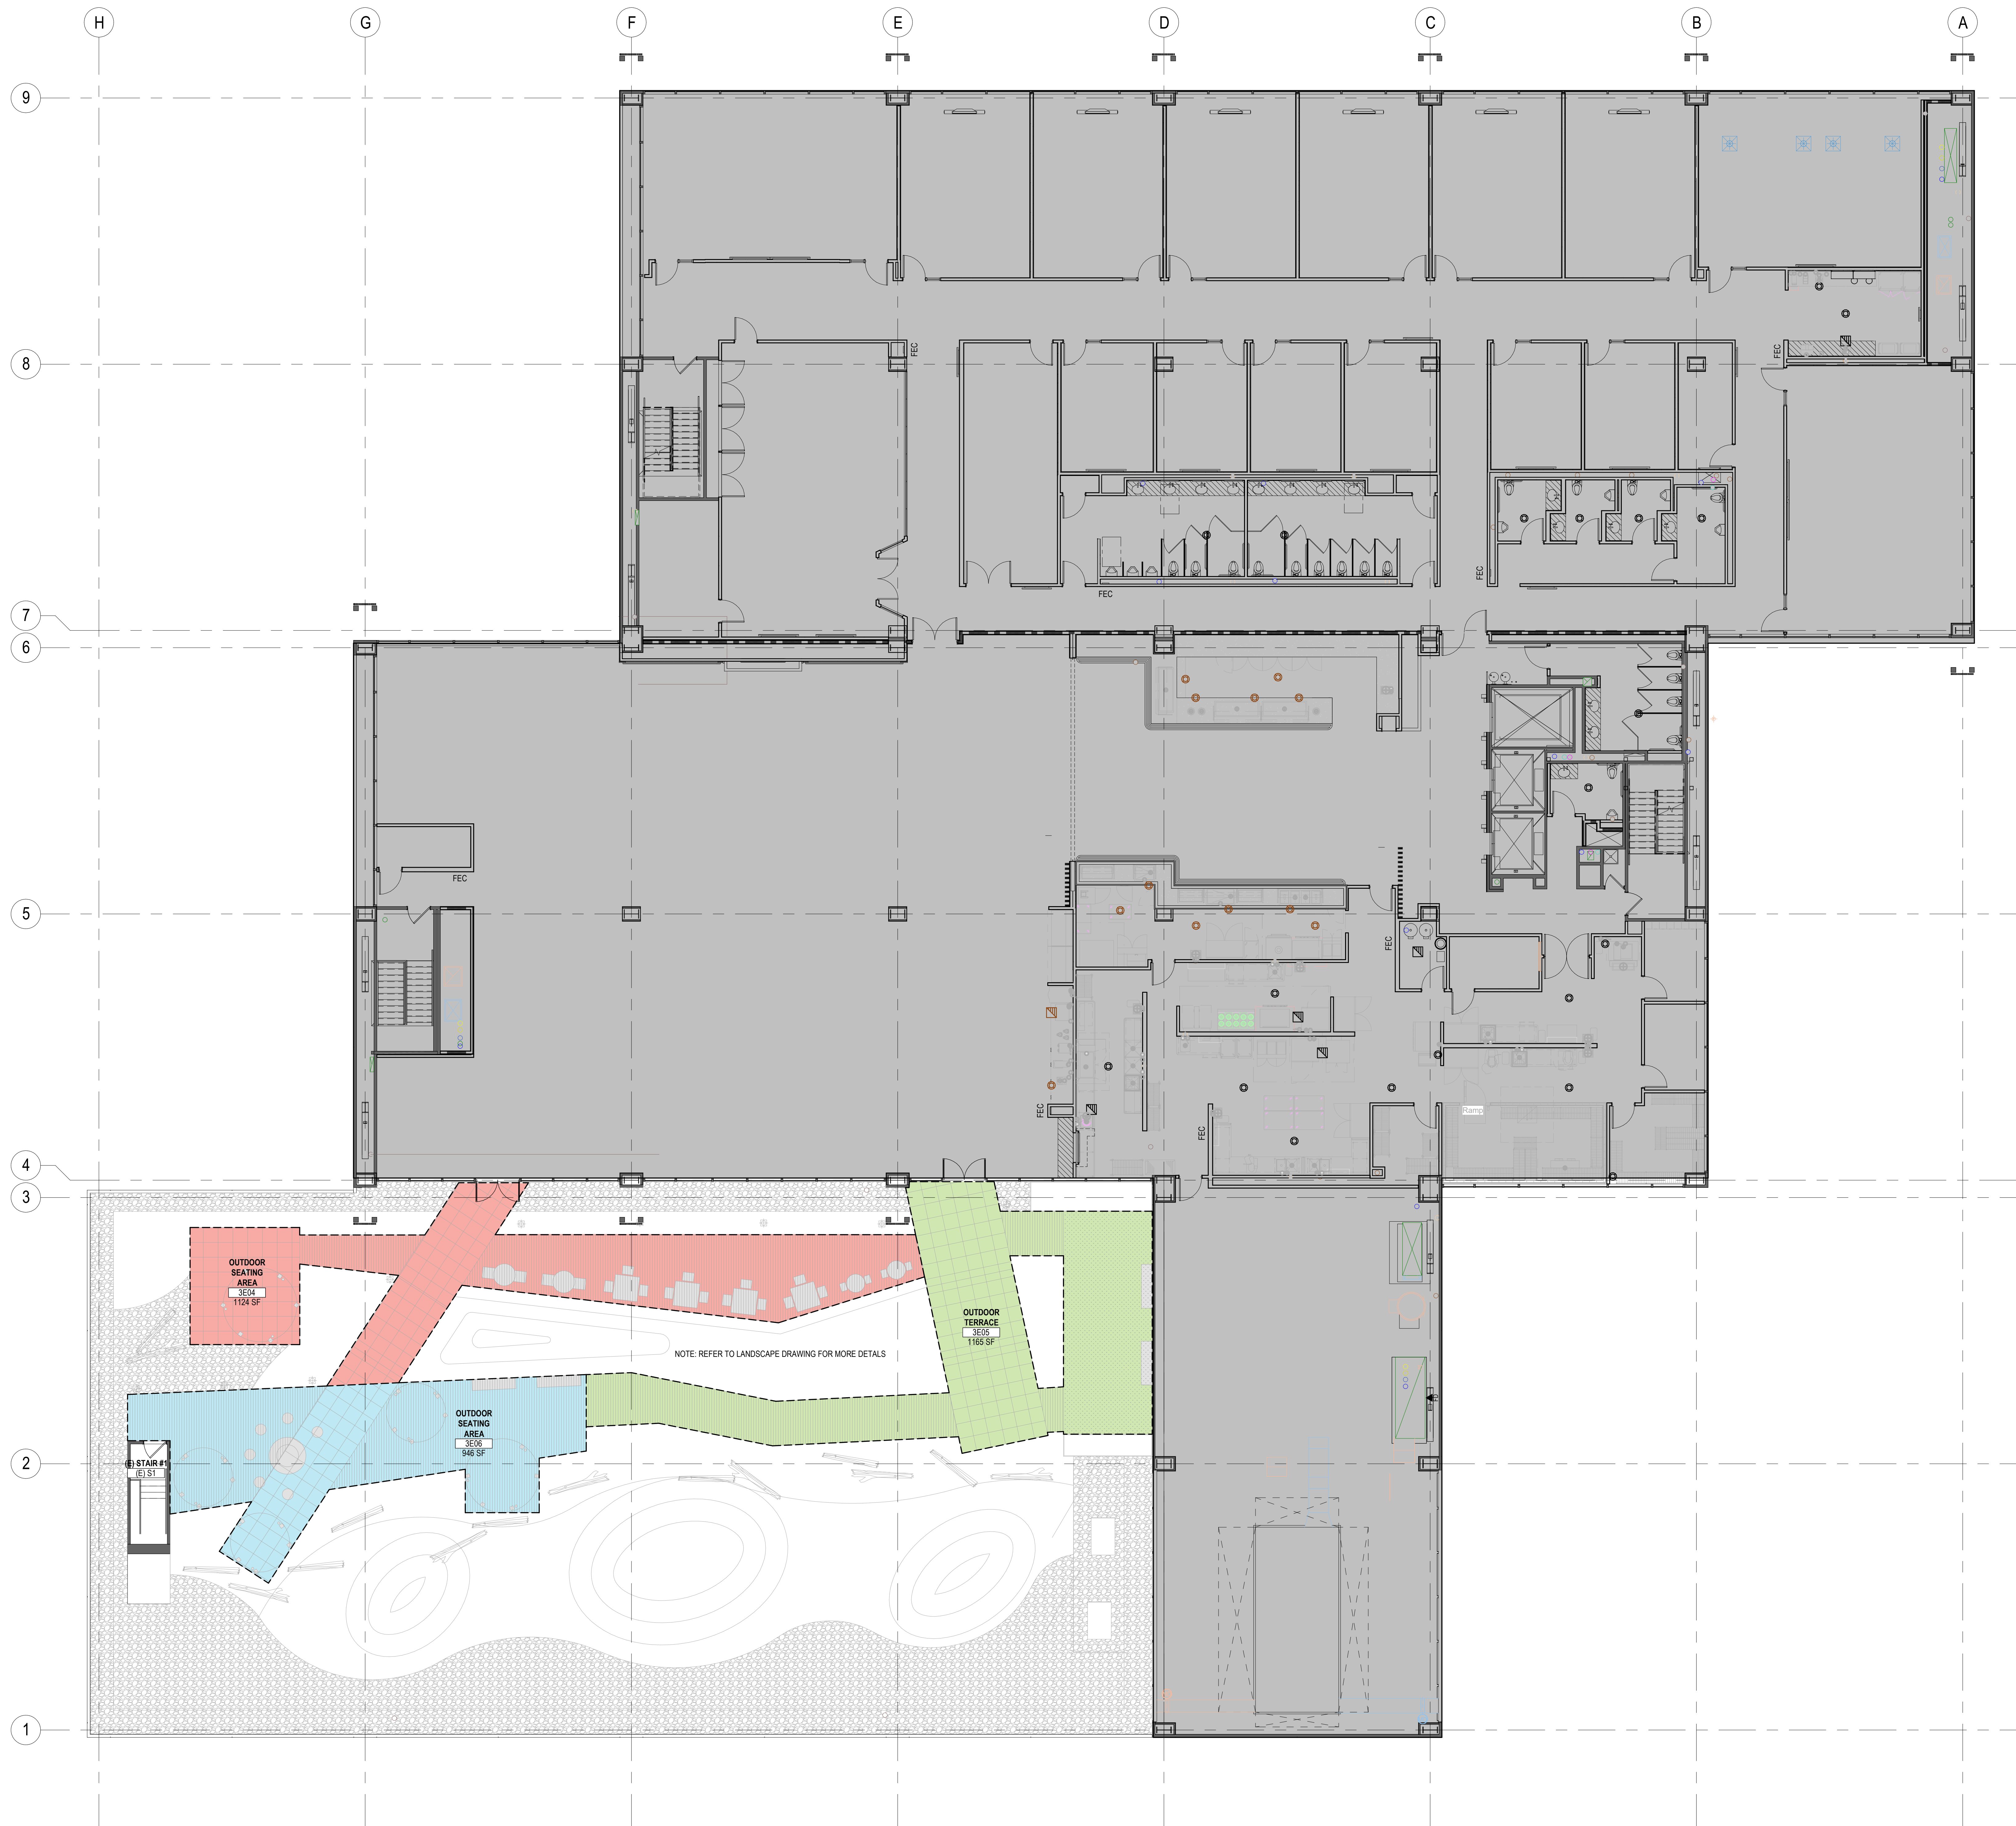 H G F E D C B A
9
FEC
8
FEC
FEC
FEC
7
6
FEC
5
FEC
Ramp
FEC
FEC
4
3
OUTDOOR
SEATING
AREA
3E04
1124 SF
OUTDOOR
TERRACE
3E05
1165 SF
NOTE: REFER TO LANDSCAPE DRAWING FOR MORE DETALS
OUTDOOR
SEATING
AREA
3E06
946 SF
2
(E) STAIR #1
(E) S1
1